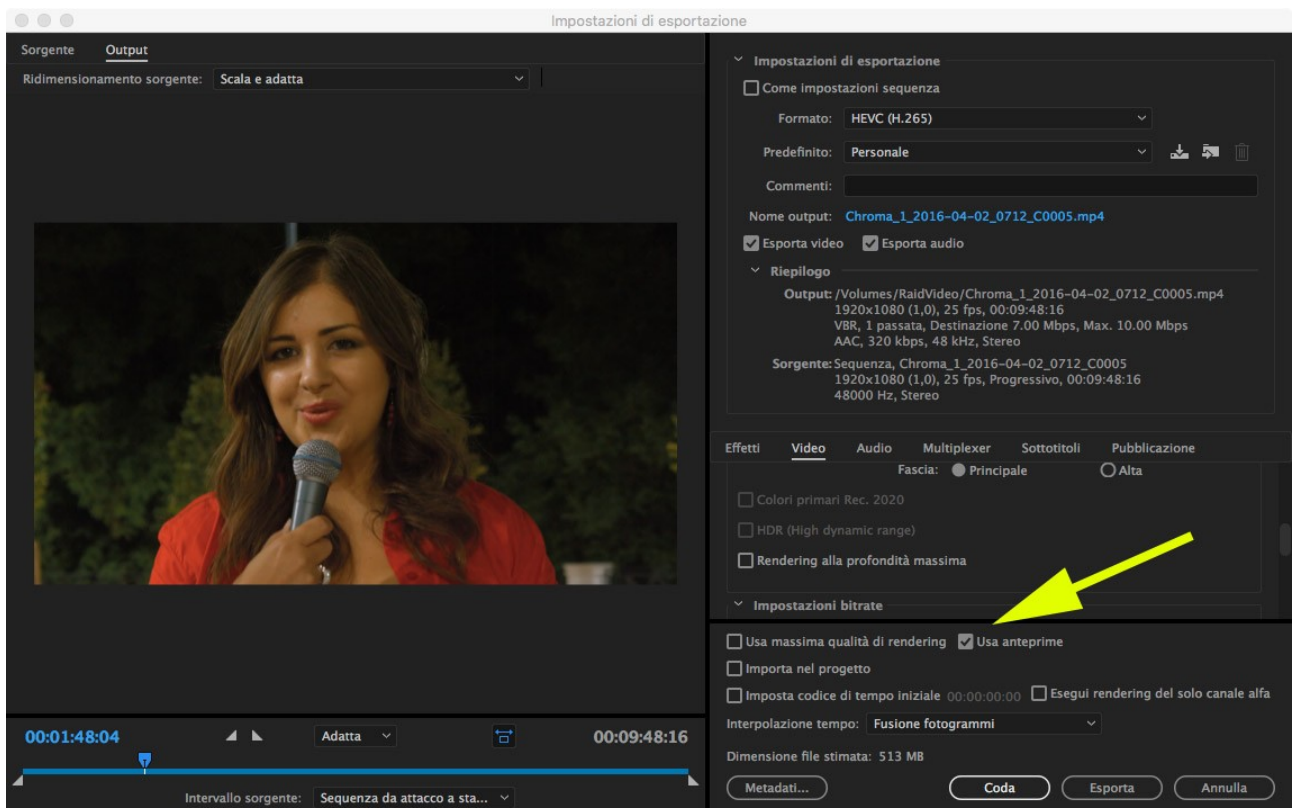 Impostazioni di esportazione
Sorgente Output
Ridimensionamento sorgente: Scala e adatta
00:01:48:04 Adatta 00:09:48:16
Intervallo sorgente: Sequenza da attacco a sta...
Impostazioni di esportazione
Come impostazioni sequenza
Formato: HEVC (H.265)
Predefinito: Personale
Commenti:
Nome output: Chroma_1_2016-04-02_0712_C0005.mp4
Esporta video Esporta audio
Riepilogo
Output: /Volumes/RaidVideo/Chroma_1_2016-04-02_0712_C0005.mp4
1920x1080 (1,0), 25 fps, 00:09:48:16
VBR, 1 passata, Destinazione 7.00 Mbps, Max. 10.00 Mbps
AAC, 320 kbps, 48 kHz, Stereo
Sorgente: Sequenza, Chroma_1_2016-04-02_0712_C0005
1920x1080 (1,0), 25 fps, Progressivo, 00:09:48:16
48000 Hz, Stereo
Effetti Video Audio Multiplexer Sottotitoli Pubblicazione
Fascia: Principale Alta
Colori primari Rec. 2020
HDR (High dynamic range)
Rendering alla profondità massima
Impostazioni bitrate
Usa massima qualità di rendering Usa anteprime
Importa nel progetto
Imposta codice di tempo iniziale 00:00:00:00 Esegui rendering del solo canale alfa
Interpolazione tempo: Fusione fotogrammi
Dimensione file stimata: 513 MB
Metadati... Coda Esporta Annulla